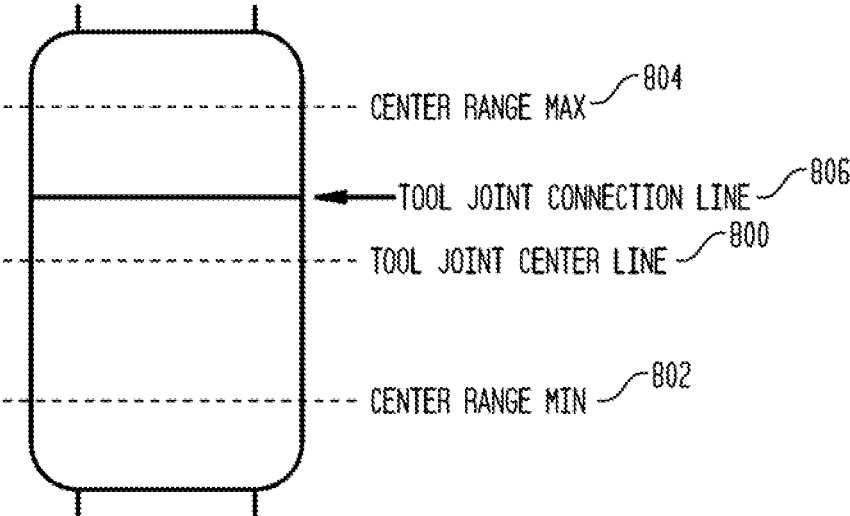 CENTER RANGE MAX 804
TOOL JOINT CONNECTION LINE 806
TOOL JOINT CENTER LINE 800
CENTER RANGE MIN 802